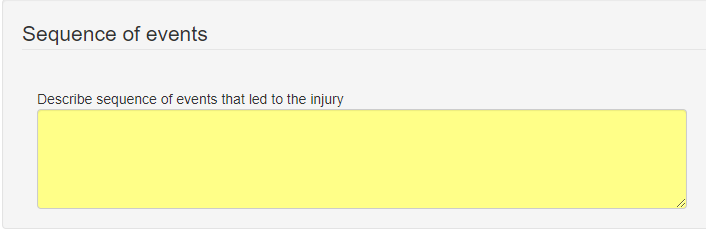 Sequence of events
Describe sequence of events that led to the injury